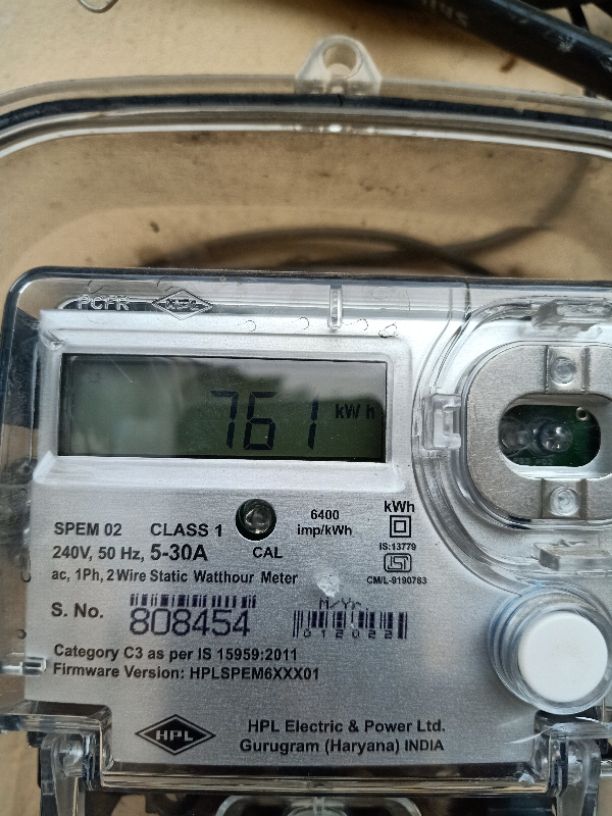 PCFR
761 kWh
SPEM 02 CLASS 1
240V, 50 Hz, 5-30A
CAL
6400
imp/kWh
kWh
IS:13779
CM/L-9190783
ac, 1Ph, 2 Wire Static Watthour Meter
S. No. 808454
M/Yr
012022
Category C3 as per IS 15959:2011
Firmware Version: HPLSPEM6XXX01
HPL
HPL Electric & Power Ltd.
Gurugram (Haryana) INDIA